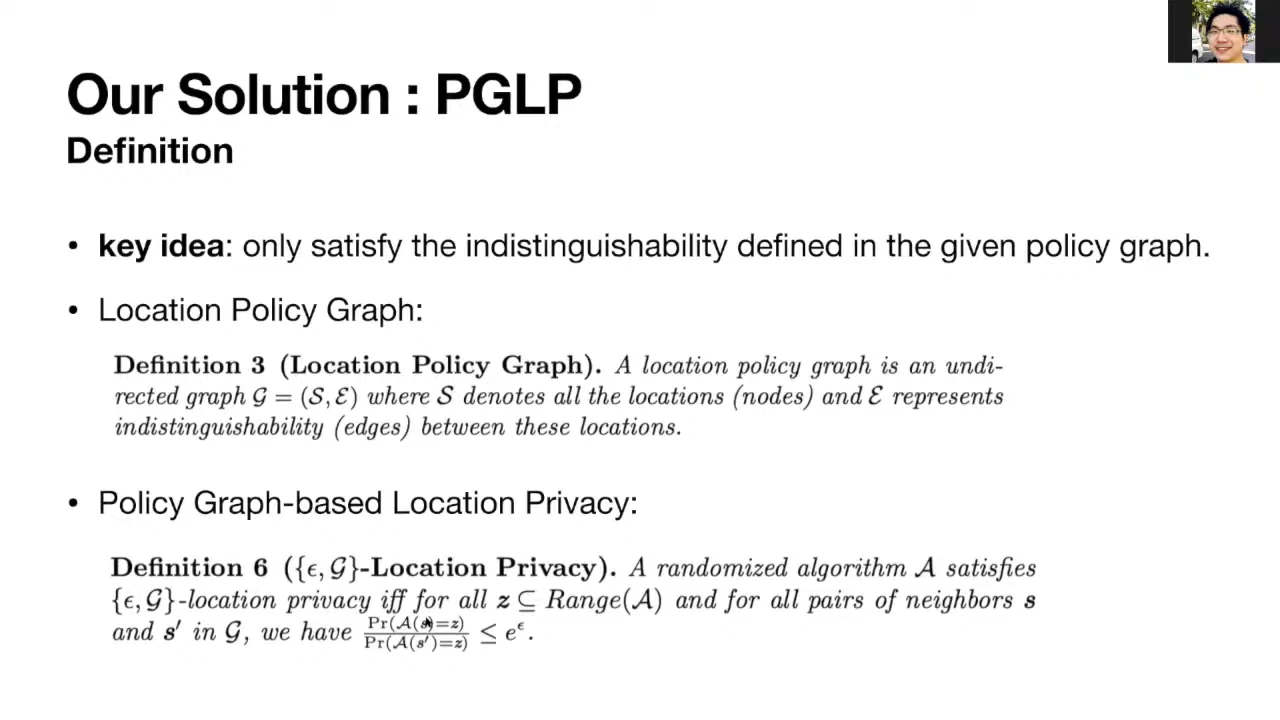 Our Solution : PGLP
Definition
• key idea: only satisfy the indistinguishability defined in the given policy graph.
• Location Policy Graph:
Definition 3 (Location Policy Graph). A location policy graph is an undi-
rected graph 𝒢 = (𝒮, ℰ) where 𝒮 denotes all the locations (nodes) and ℰ represents
indistinguishability (edges) between these locations.
• Policy Graph-based Location Privacy:
Definition 6 ({ϵ, 𝒢}-Location Privacy). A randomized algorithm 𝒜 satisfies
{ϵ, 𝒢}-location privacy iff for all z ⊆ Range(𝒜) and for all pairs of neighbors s
and s′ in 𝒢, we have Pr(𝒜(s)=z)/Pr(𝒜(s′)=z) ≤ e^ϵ.